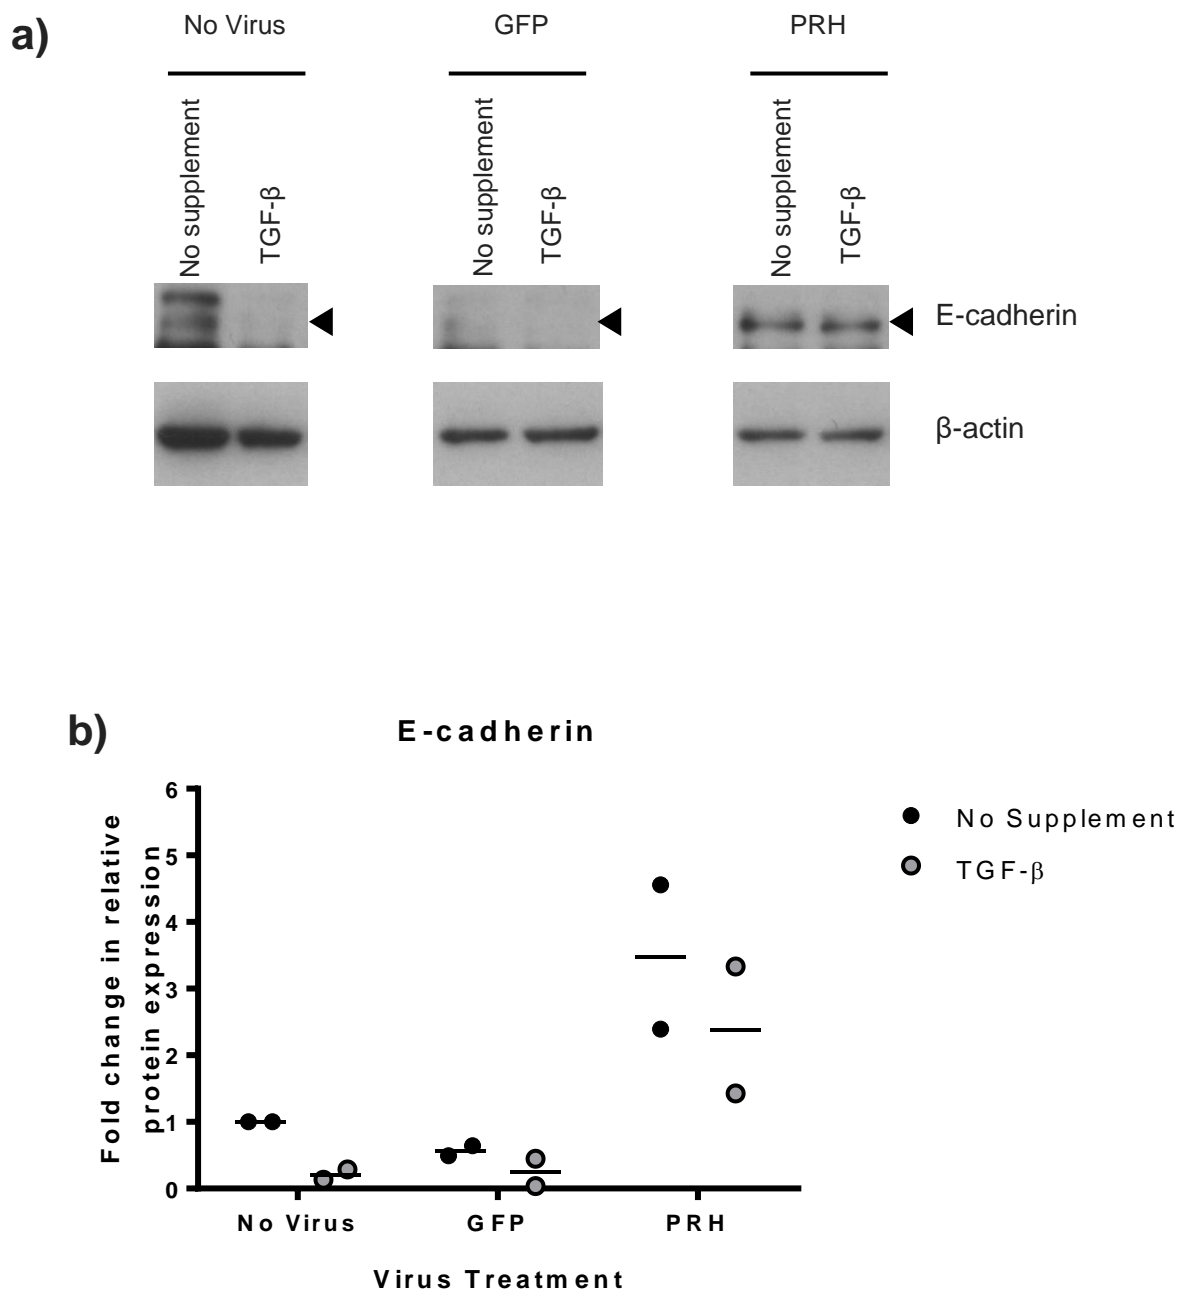 a)
No Virus
GFP
PRH
No supplement
TGF-β
No supplement
TGF-β
No supplement
TGF-β
E-cadherin
β-actin
b)
E-cadherin
Fold change in relative
protein expression
6
5
4
3
2
1
0
No Virus
GFP
PRH
Virus Treatment
No Supplement
TGF-β